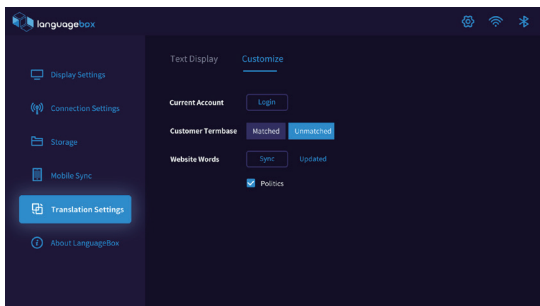 languagebox
Display Settings
Connection Settings
Storage
Mobile Sync
Translation Settings
About LanguageBox
Text Display Customize
Current Account Login
Customer Termbase Matched Unmatched
Website Words Sync Updated
Politics